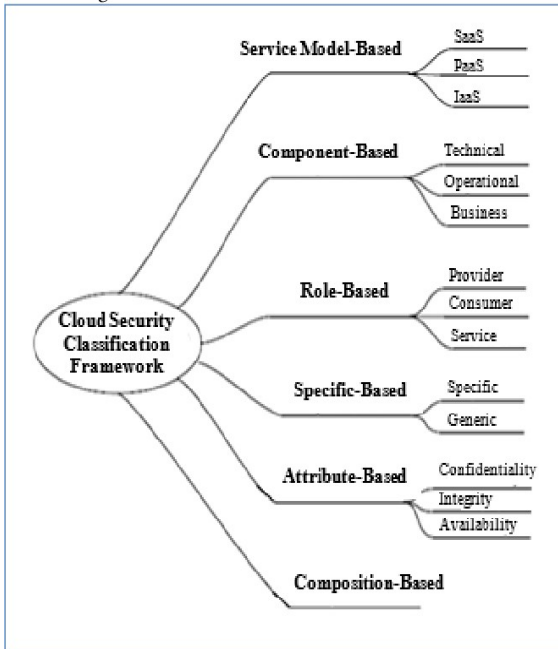 Service Model-Based
SaaS
PaaS
IaaS
Component-Based
Technical
Operational
Business
Role-Based
Provider
Consumer
Service
Cloud Security
Classification
Framework
Specific-Based
Specific
Generic
Attribute-Based
Confidentiality
Integrity
Availability
Composition-Based